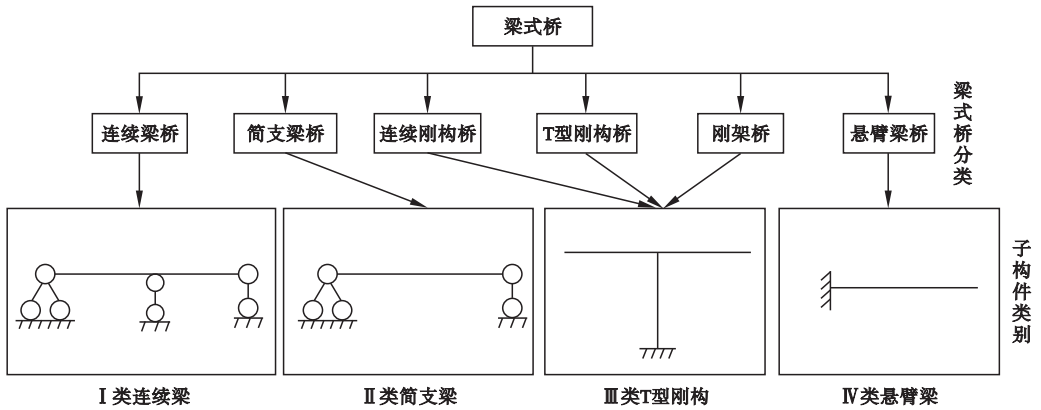 梁式桥
连续梁桥
简支梁桥
连续刚构桥
T型刚构桥
刚架桥
悬臂梁桥
梁式桥分类
子构件类别
Ⅰ类连续梁
Ⅱ类简支梁
Ⅲ类T型刚构
Ⅳ类悬臂梁